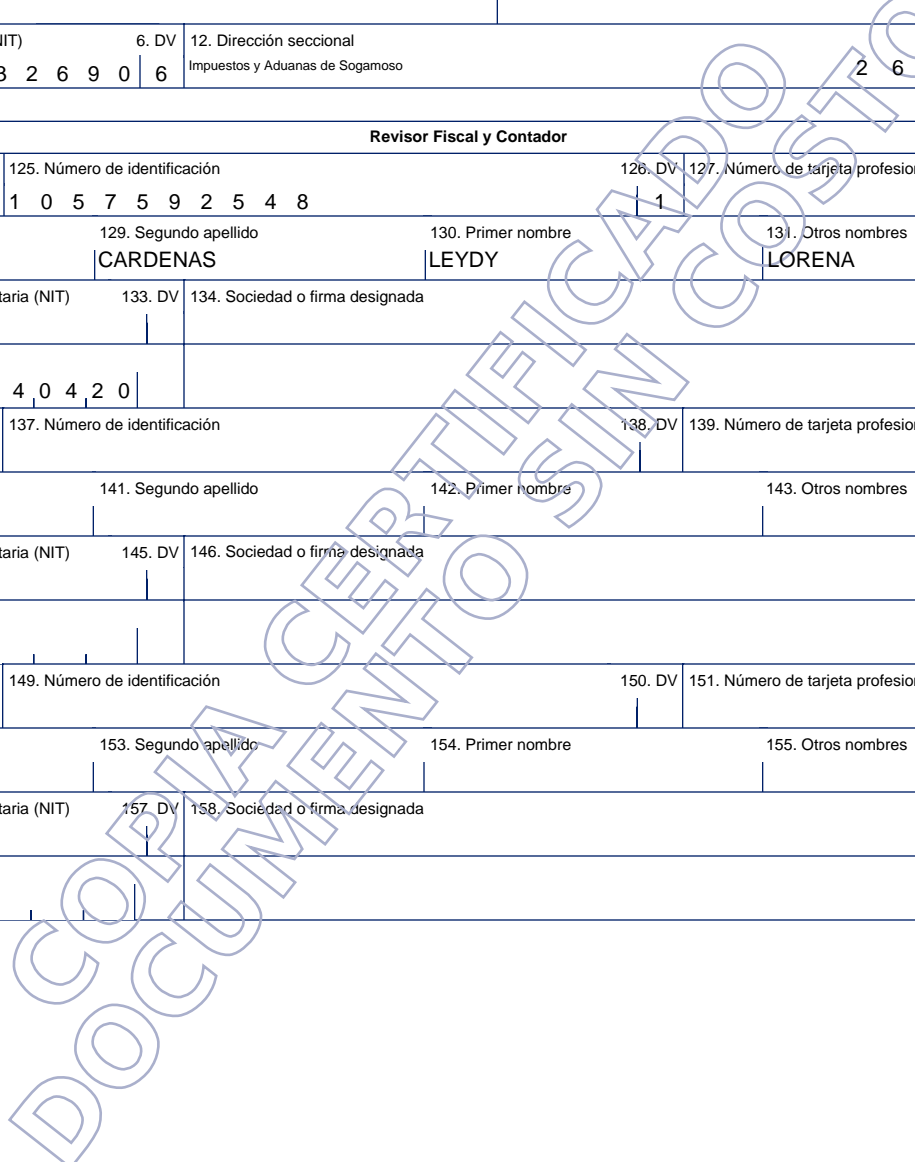 IT) 6. DV 12. Dirección seccional
2 6 9 0 6 Impuestos y Aduanas de Sogamoso 2 6
Revisor Fiscal y Contador
125. Número de identificación 126. DV 127. Número de tarjeta profesion
1 0 5 7 5 9 2 5 4 8 1
129. Segundo apellido 130. Primer nombre 131. Otros nombres
CARDENAS LEYDY LORENA
taria (NIT) 133. DV 134. Sociedad o firma designada
4 0 4 2 0
137. Número de identificación 138. DV 139. Número de tarjeta profesion
141. Segundo apellido 142. Primer nombre 143. Otros nombres
taria (NIT) 145. DV 146. Sociedad o firma designada
149. Número de identificación 150. DV 151. Número de tarjeta profesion
153. Segundo apellido 154. Primer nombre 155. Otros nombres
taria (NIT) 157. DV 158. Sociedad o firma designada
COPIA CERTIFICADO
DOCUMENTO SIN COSTO